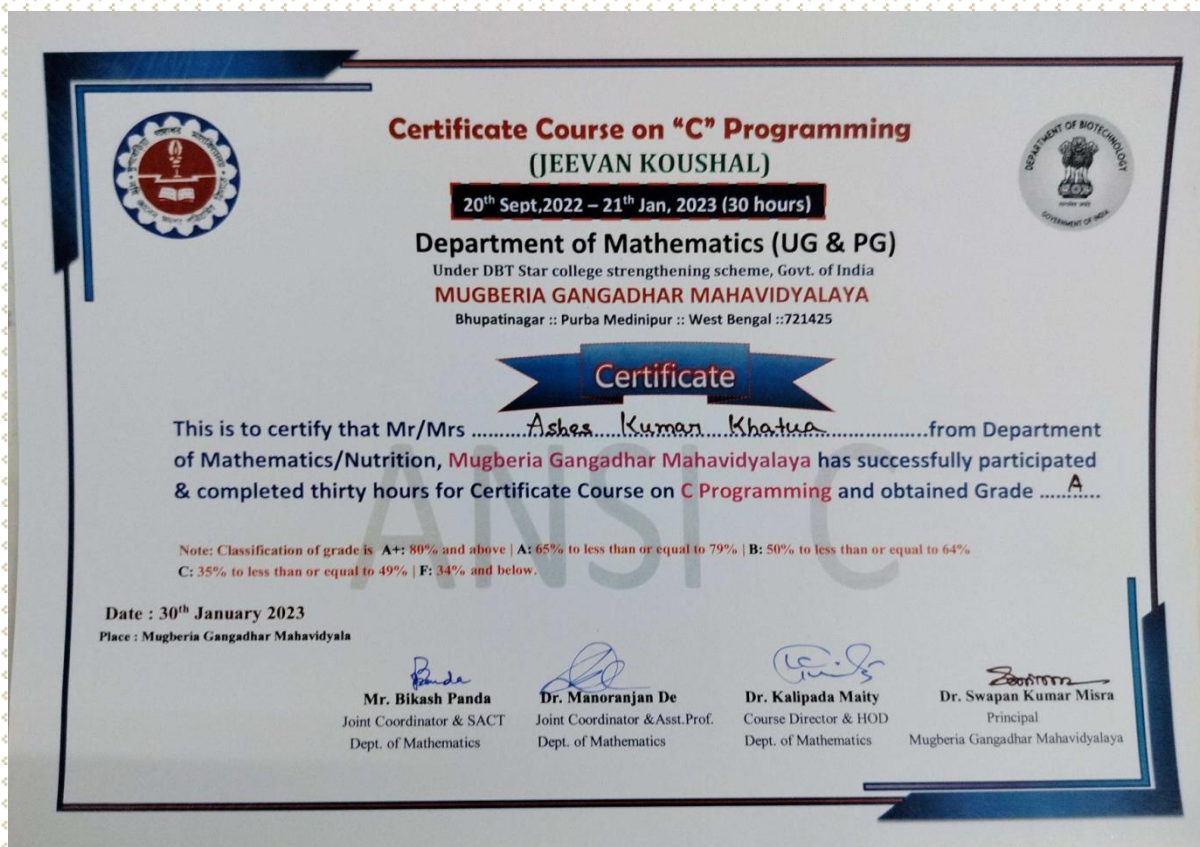 Certificate Course on “C” Programming
(JEEVAN KOUSHAL)
20th Sept,2022 – 21th Jan, 2023 (30 hours)
Department of Mathematics (UG & PG)
Under DBT Star college strengthening scheme, Govt. of India
MUGBERIA GANGADHAR MAHAVIDYALAYA
Bhupatinagar :: Purba Medinipur :: West Bengal ::721425
DEPARTMENT OF BIOTECHNOLOGY
GOVERNMENT OF INDIA
Certificate
This is to certify that Mr/Mrs ..........Ashes Kumar Khatua....................from Department
of Mathematics/Nutrition, Mugberia Gangadhar Mahavidyalaya has successfully participated
& completed thirty hours for Certificate Course on C Programming and obtained Grade .....A.....
ANSI C
Note: Classification of grade is A+: 80% and above | A: 65% to less than or equal to 79% | B: 50% to less than or equal to 64%
C: 35% to less than or equal to 49% | F: 34% and below.
Date : 30th January 2023
Place : Mugberia Gangadhar Mahavidyala
Panda
Mr. Bikash Panda Dr. Manoranjan De Dr. Kalipada Maity Dr. Swapan Kumar Misra
Joint Coordinator & SACT Joint Coordinator &Asst.Prof. Course Director & HOD Principal
Dept. of Mathematics Dept. of Mathematics Dept. of Mathematics Mugberia Gangadhar Mahavidyalaya